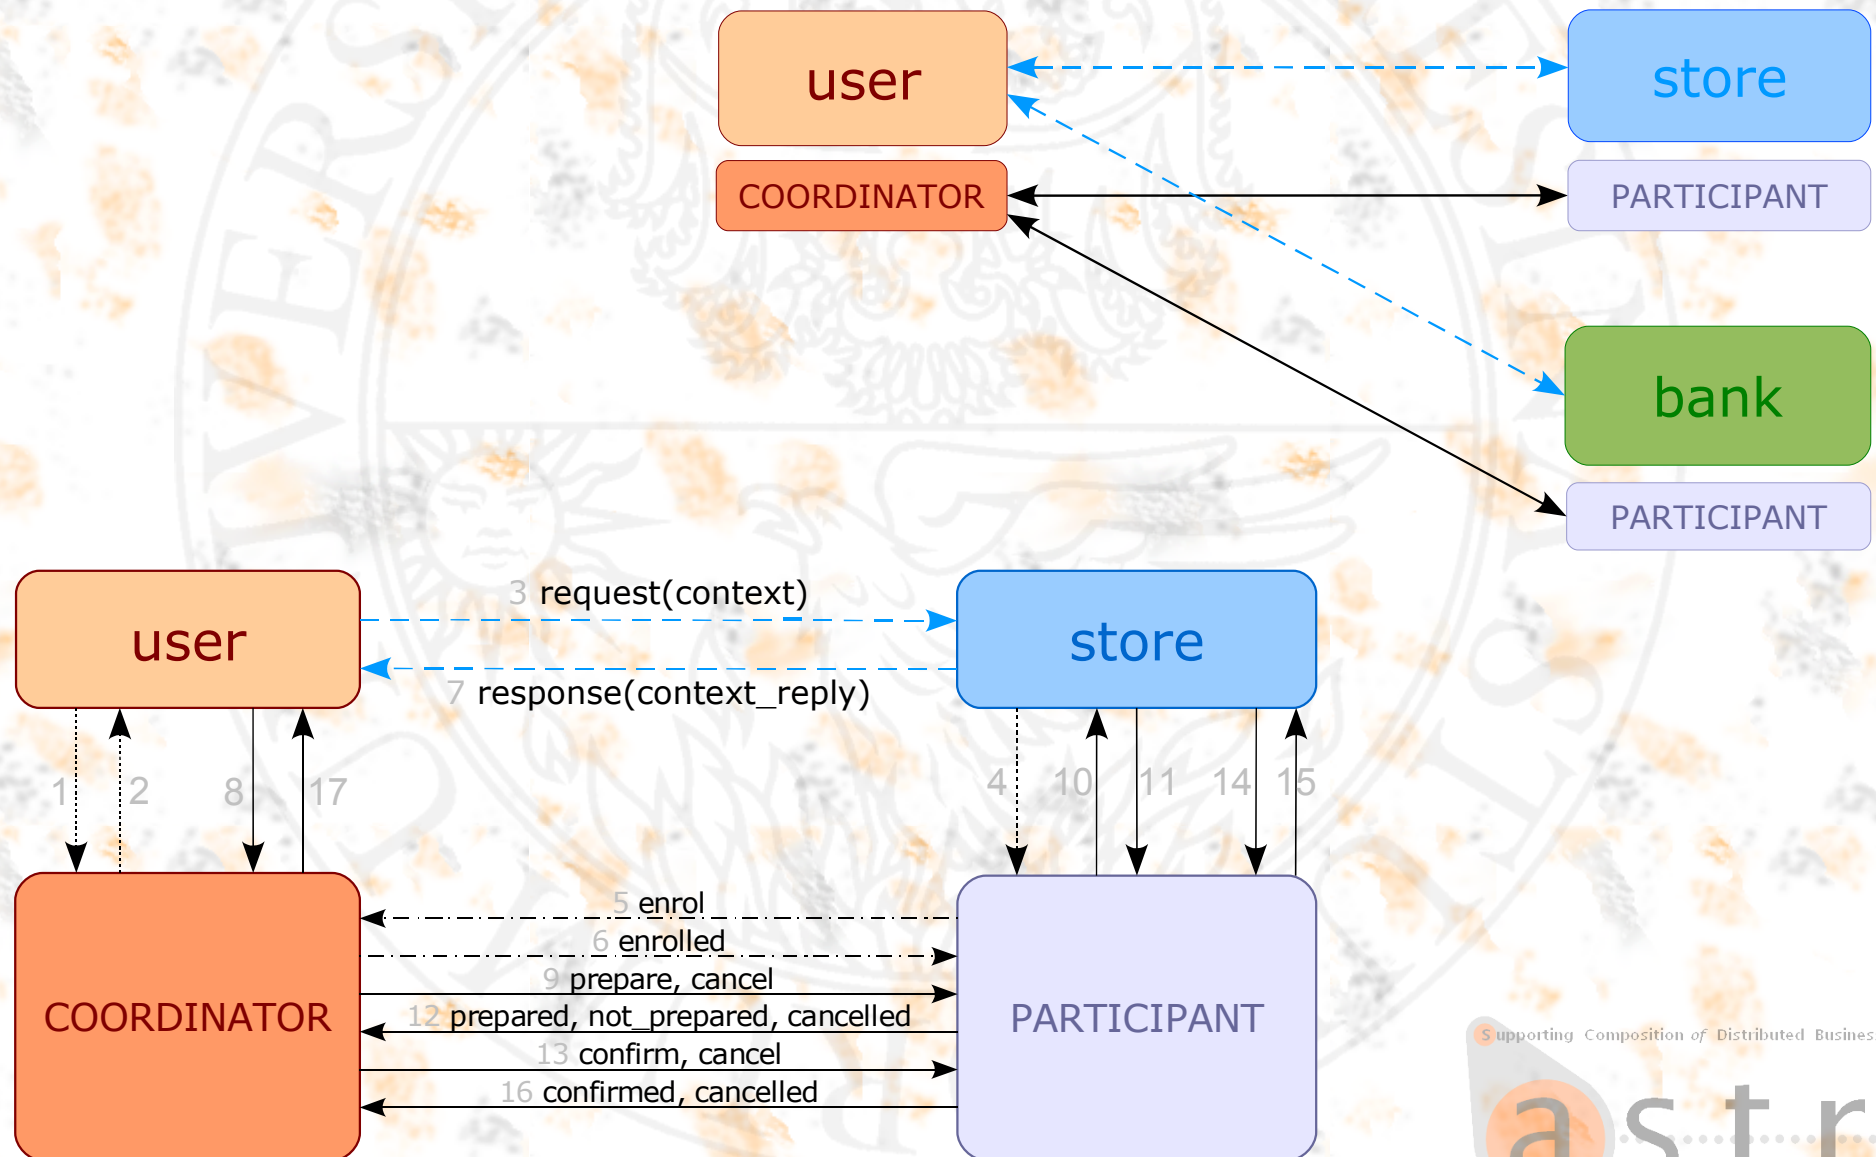 user
store
COORDINATOR
PARTICIPANT
bank
PARTICIPANT
3 request(context)
user
store
7 response(context_reply)
1
2
8
17
4
10
11
14
15
5 enrol
6 enrolled
9 prepare, cancel
COORDINATOR
12 prepared, not_prepared, cancelled
PARTICIPANT
13 confirm, cancel
16 confirmed, cancelled
Supporting Composition of Distributed Busines
astr